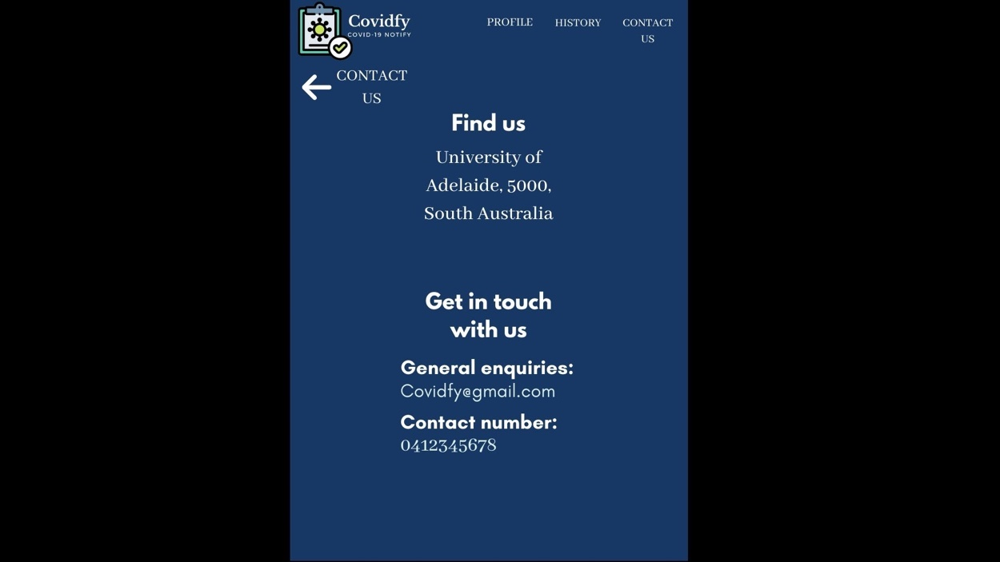 Covidfy
COVID-19 NOTIFY
PROFILE
HISTORY
CONTACT
US
CONTACT
US
Find us
University of
Adelaide, 5000,
South Australia
Get in touch
with us
General enquiries:
Covidfy@gmail.com
Contact number:
0412345678